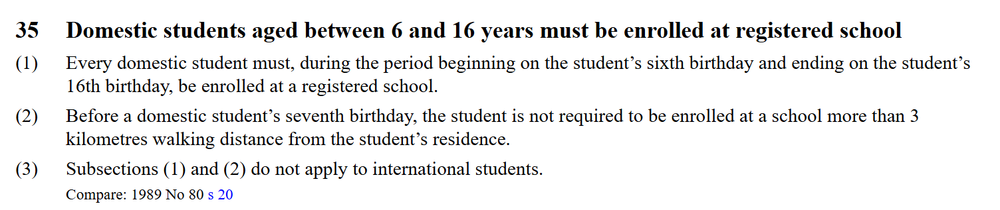 35 Domestic students aged between 6 and 16 years must be enrolled at registered school
(1) Every domestic student must, during the period beginning on the student’s sixth birthday and ending on the student’s
16th birthday, be enrolled at a registered school.
(2) Before a domestic student’s seventh birthday, the student is not required to be enrolled at a school more than 3
kilometres walking distance from the student’s residence.
(3) Subsections (1) and (2) do not apply to international students.
Compare: 1989 No 80 s 20